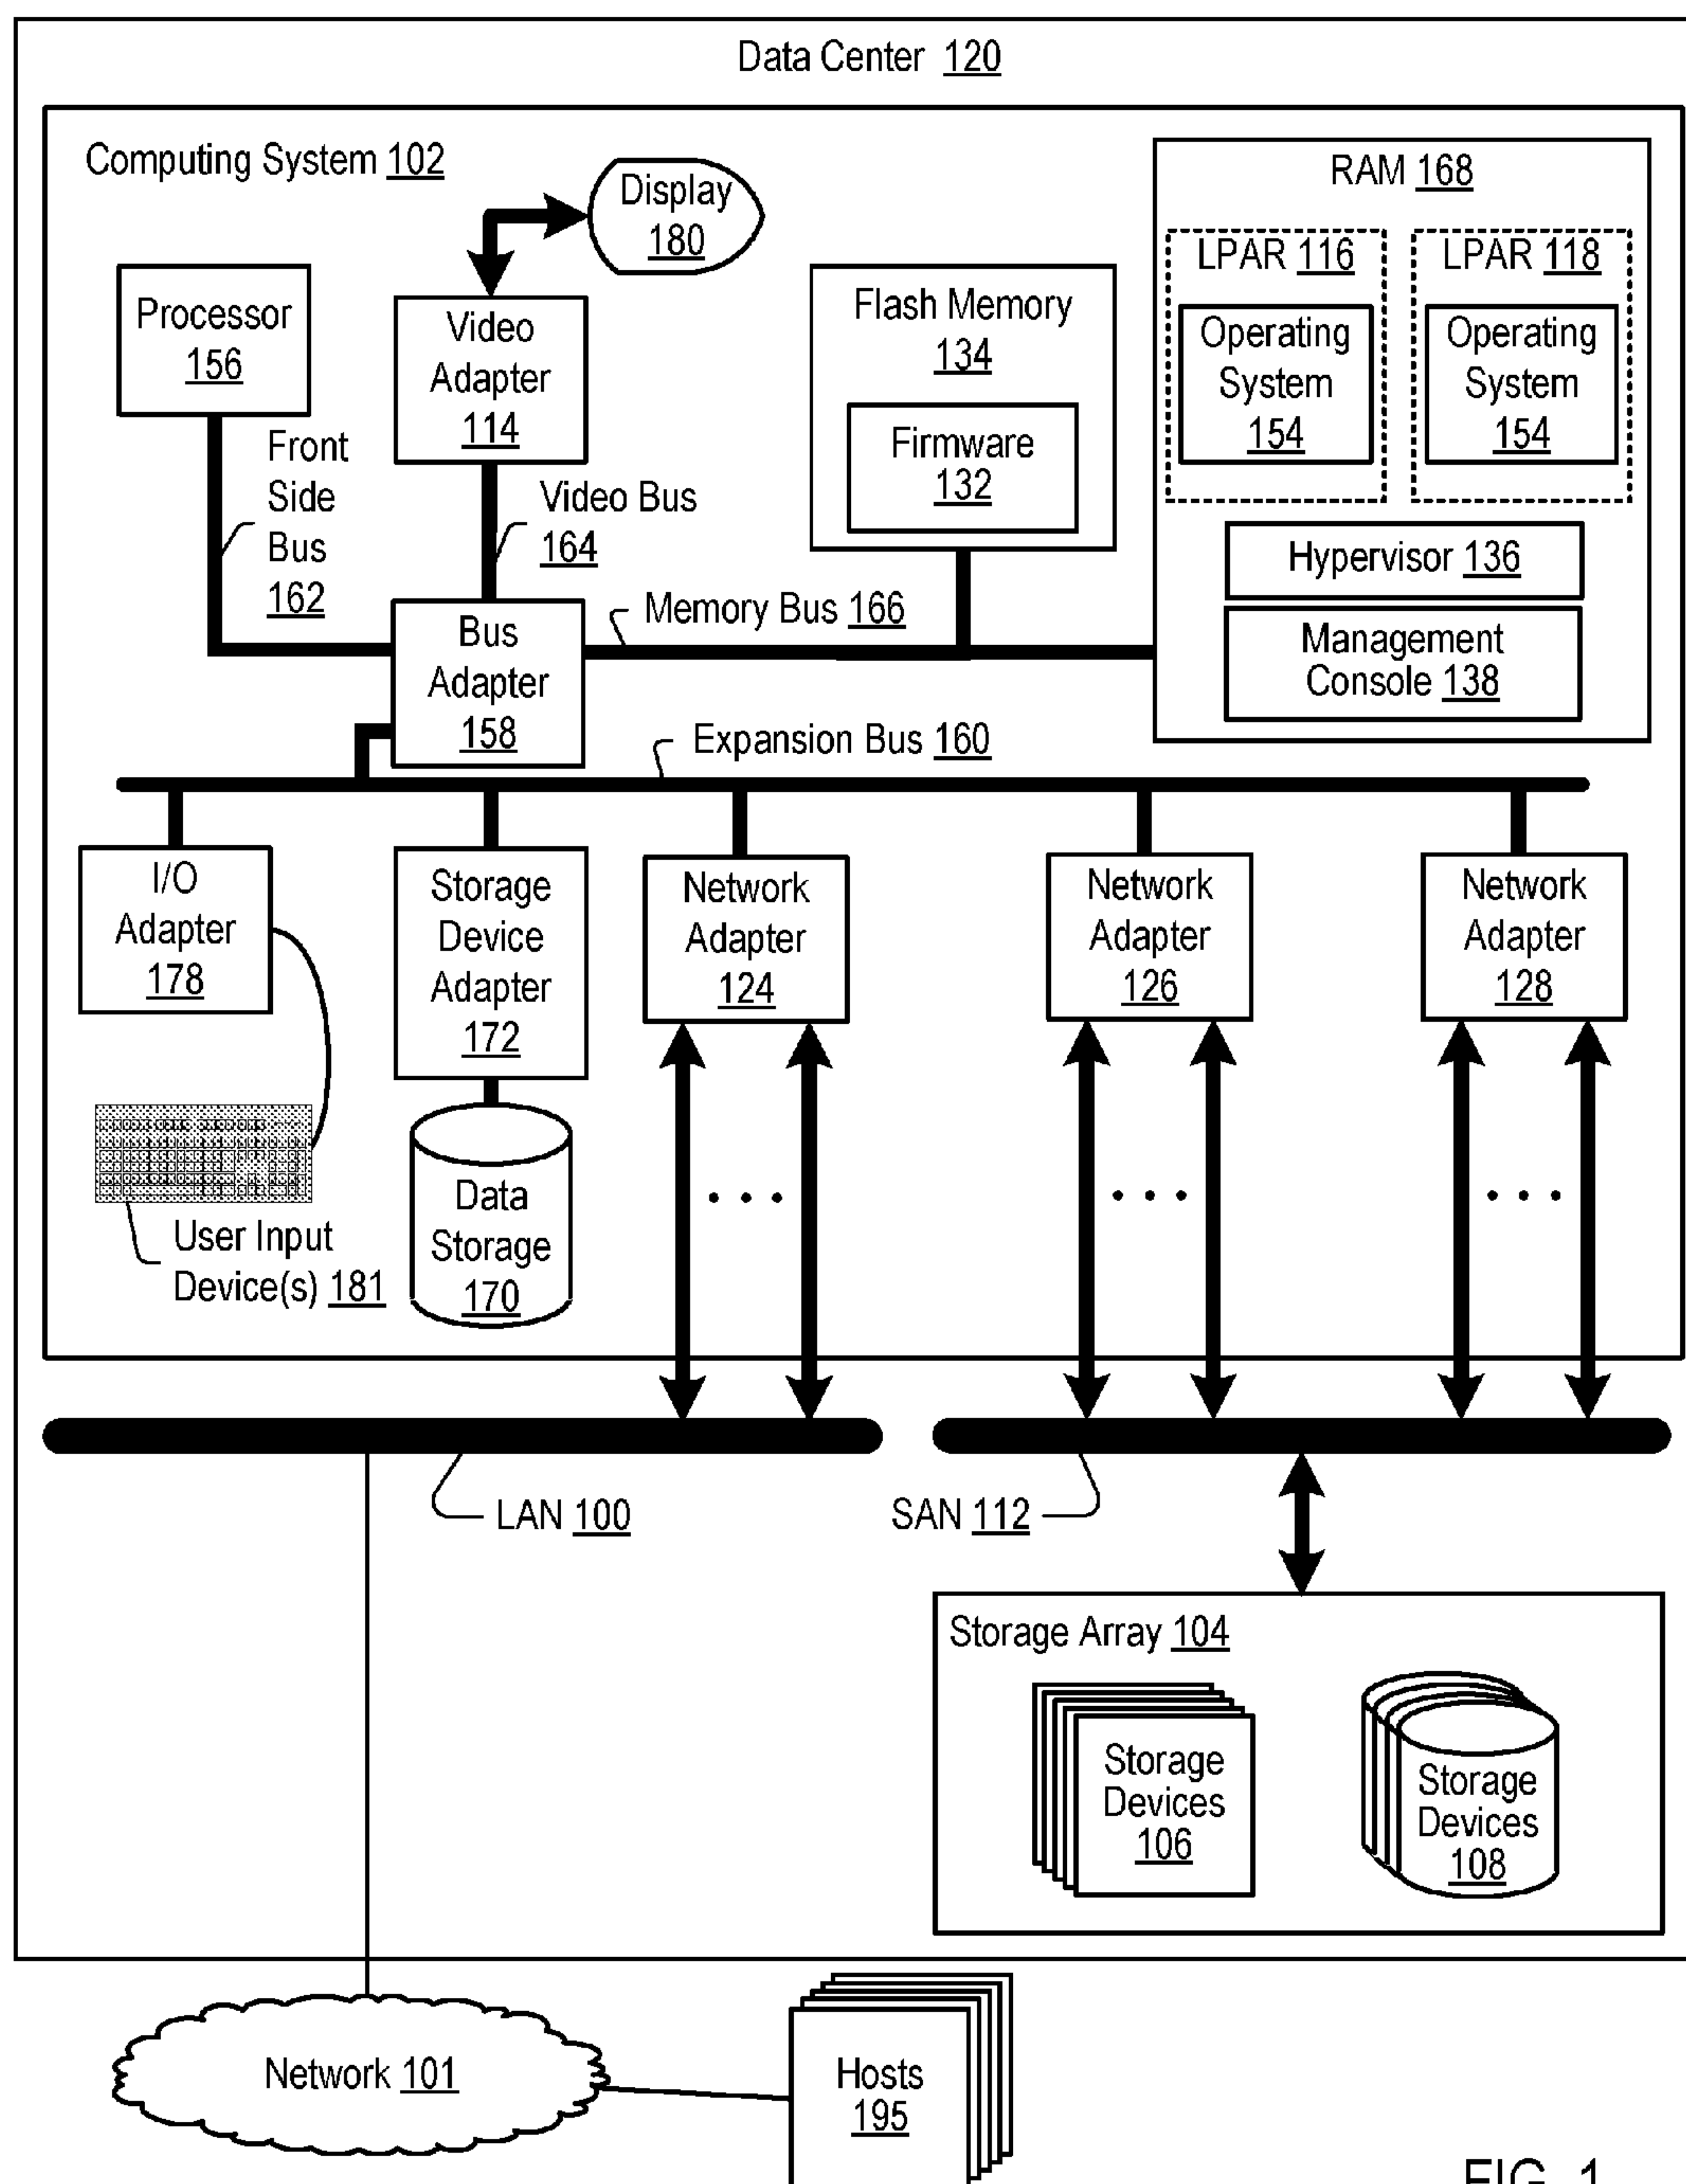 Data Center 120
Computing System 102
Display
180
RAM 168
LPAR 116
LPAR 118
Operating
System
154
Operating
System
154
Hypervisor 136
Management
Console 138
Processor
156
Video
Adapter
114
Flash Memory
134
Firmware
132
Front
Side
Bus
162
Video Bus
164
Memory Bus 166
Bus
Adapter
158
Expansion Bus 160
I/O
Adapter
178
Storage
Device
Adapter
172
Network
Adapter
124
Network
Adapter
126
Network
Adapter
128
. . .
. . .
. . .
User Input
Device(s) 181
Data
Storage
170
LAN 100
SAN 112
Storage Array 104
Storage
Devices
106
Storage
Devices
108
Network 101
Hosts
195
FIG. 1